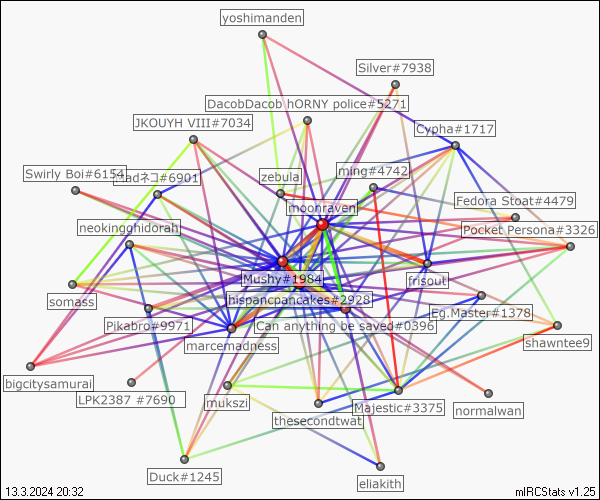 yoshimanden
Silver#7938
DacobDacob hORNY police#5271
JKOUYH VIII#7034
Cypha#1717
Swirly Boi#6154
Madネコ#6901
zebula
ming#4742
moonraven
Fedora Stoat#4479
neokingghidorah
Pocket Persona#3326
Mushy#1984
frisout
somass
hispancpancakes#2928
Eg.Master#1378
Pikabro#9971
Can anything be saved#0396
marcemadness
shawntee9
bigcitysamurai
LPK2387 #7690
mukszi
Majestic#3375
normalwan
thesecondtwat
Duck#1245
eliakith
13.3.2024 20:32
mIRCStats v1.25